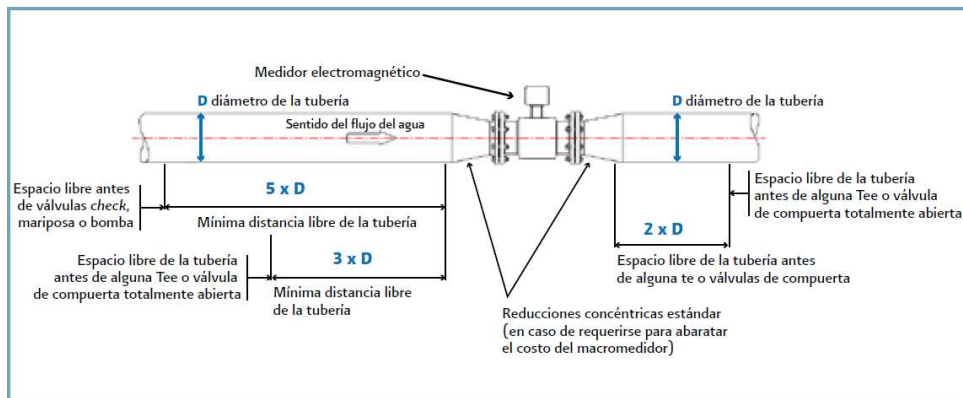 Medidor electromagnético
D diámetro de la tubería
D diámetro de la tubería
Sentido del flujo del agua
Espacio libre antes
de válvulas check,
mariposa o bomba
5 x D
Mínima distancia libre de la tubería
Espacio libre de la tubería
antes de alguna Tee o válvula
de compuerta totalmente abierta
3 x D
Mínima distancia libre
de la tubería
Espacio libre de la tubería
antes de alguna Tee o válvula
de compuerta totalmente abierta
2 x D
Espacio libre de la tubería antes
de alguna te o válvulas de compuerta
Reducciones concéntricas estándar
(en caso de requerirse para abaratar
el costo del macromedidor)